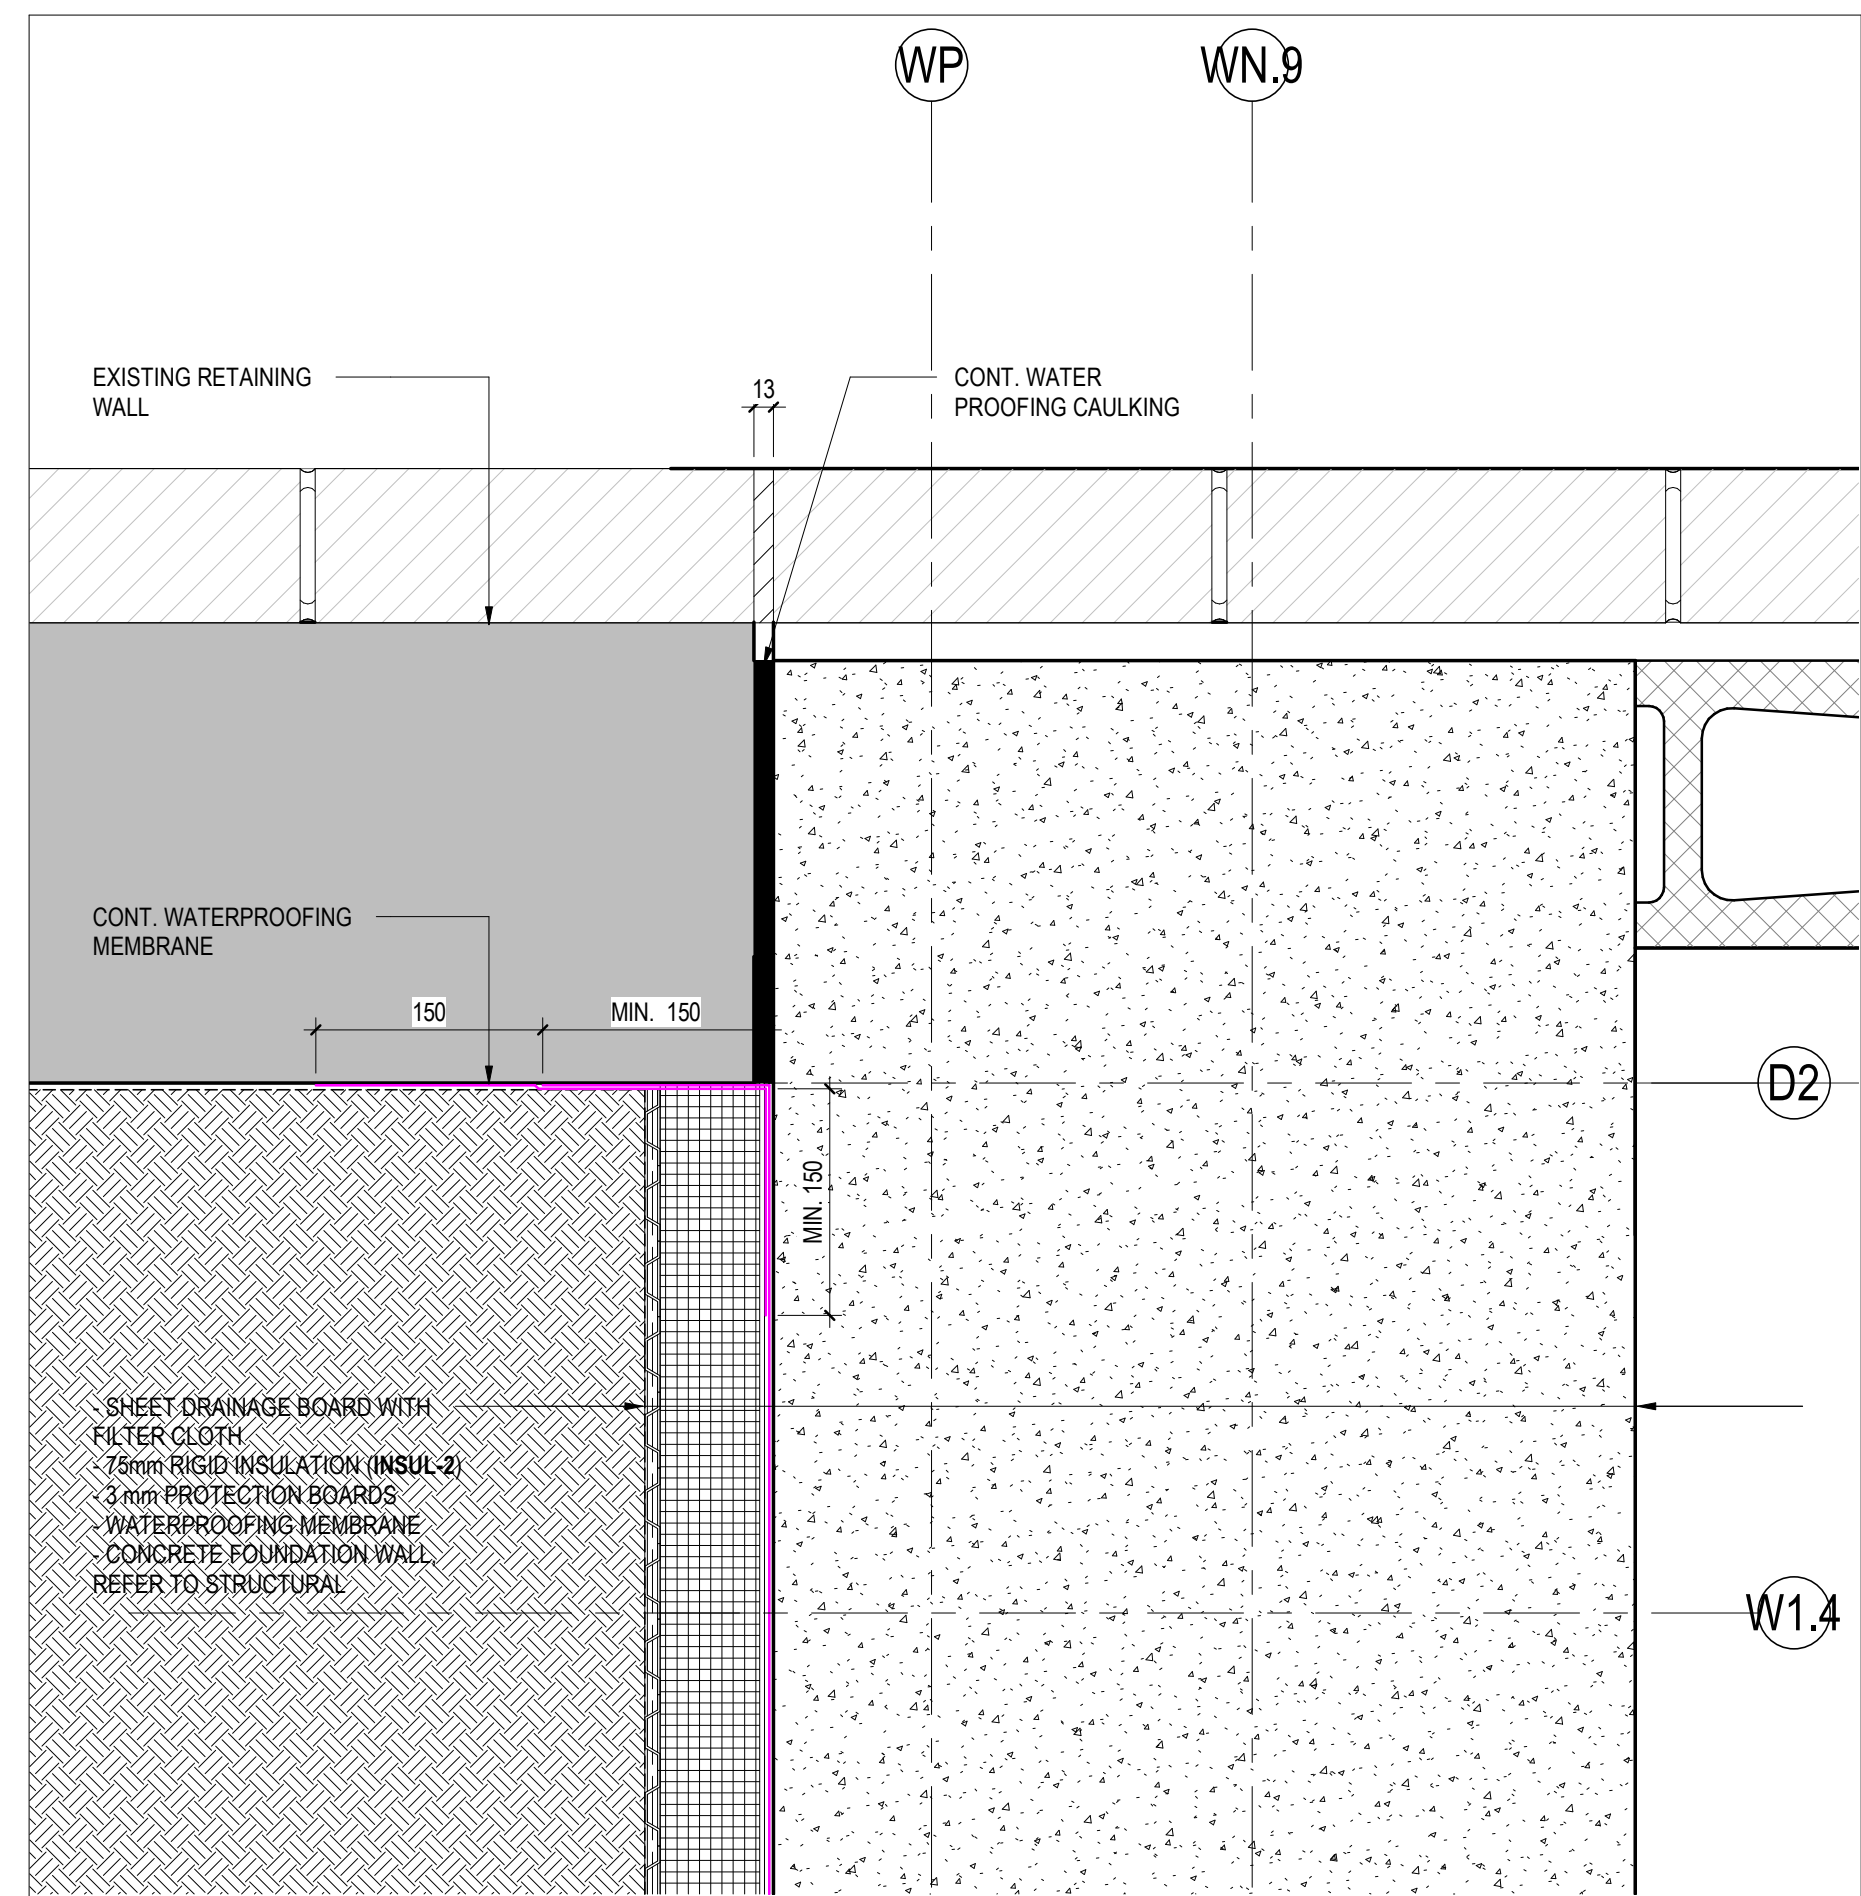 WP
WN.9
EXISTING RETAINING
WALL
13
CONT. WATER
PROOFING CAULKING
CONT. WATERPROOFING
MEMBRANE
150
MIN. 150
D2
MIN. 150
- SHEET DRAINAGE BOARD WITH
FILTER CLOTH
- 75mm RIGID INSULATION (INSUL-2)
- 3 mm PROTECTION BOARDS
- WATERPROOFING MEMBRANE
- CONCRETE FOUNDATION WALL,
REFER TO STRUCTURAL
W1.4